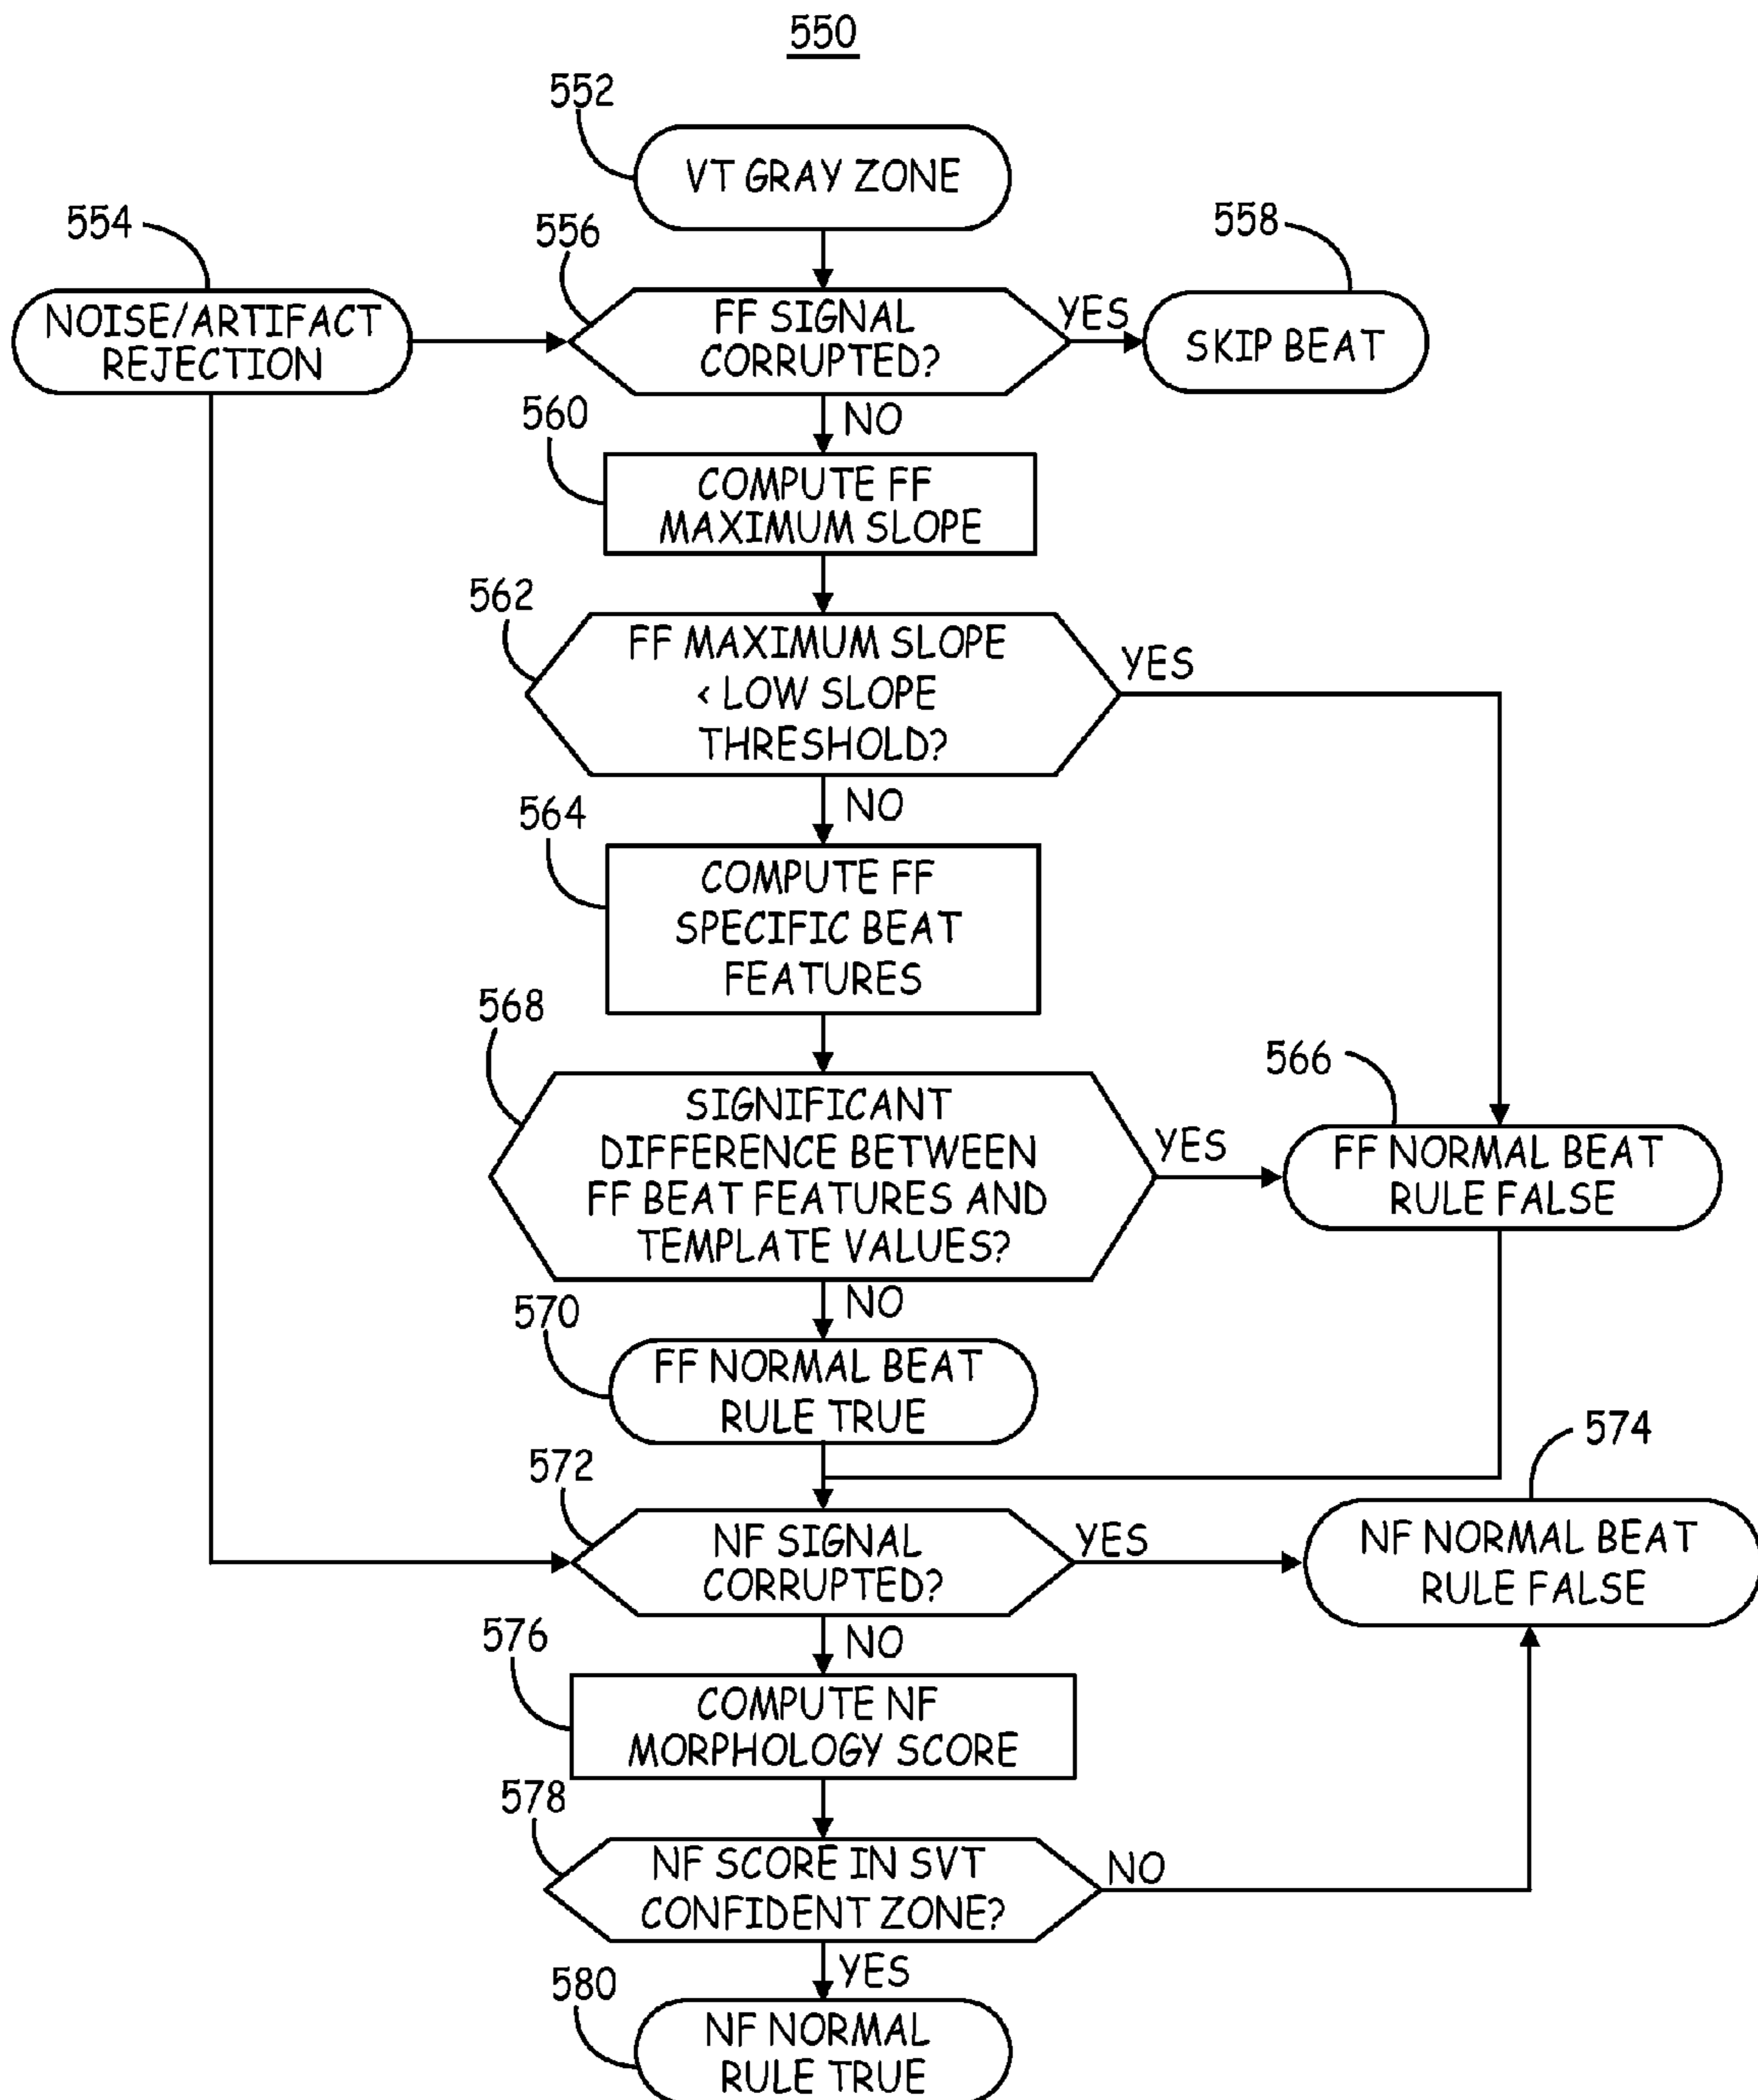 550
552
VT GRAY ZONE
554
NOISE/ARTIFACT
REJECTION
556
FF SIGNAL
CORRUPTED?
YES
558
SKIP BEAT
NO
560
COMPUTE FF
MAXIMUM SLOPE
562
FF MAXIMUM SLOPE
< LOW SLOPE
THRESHOLD?
YES
NO
564
COMPUTE FF
SPECIFIC BEAT
FEATURES
568
SIGNIFICANT
DIFFERENCE BETWEEN
FF BEAT FEATURES AND
TEMPLATE VALUES?
YES
566
FF NORMAL BEAT
RULE FALSE
NO
570
FF NORMAL BEAT
RULE TRUE
572
NF SIGNAL
CORRUPTED?
YES
574
NF NORMAL BEAT
RULE FALSE
NO
576
COMPUTE NF
MORPHOLOGY SCORE
578
NF SCORE IN SVT
CONFIDENT ZONE?
NO
YES
580
NF NORMAL
RULE TRUE